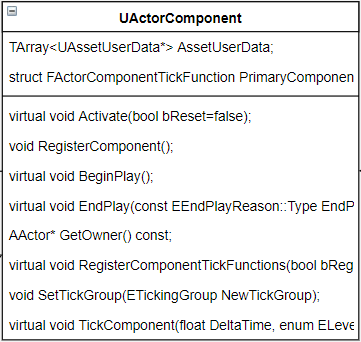 UActorComponent
TArray<UAssetUserData*> AssetUserData;
struct FActorComponentTickFunction PrimaryComponen
virtual void Activate(bool bReset=false);
void RegisterComponent();
virtual void BeginPlay();
virtual void EndPlay(const EEndPlayReason::Type EndP
AActor* GetOwner() const;
virtual void RegisterComponentTickFunctions(bool bReg
void SetTickGroup(ETickingGroup NewTickGroup);
virtual void TickComponent(float DeltaTime, enum ELeve